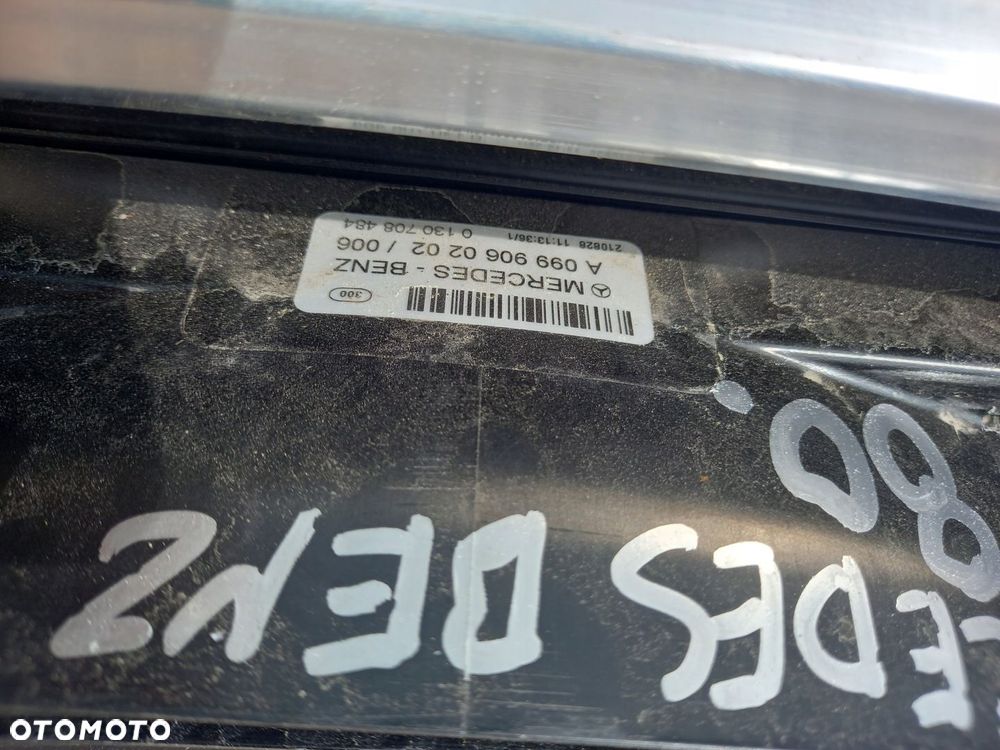 MERCEDES - BENZ
300
A 099 906 02 02 / 006
210828 11:13:36/1
0 130 708 484
EDES BENZ
OTOMOTO